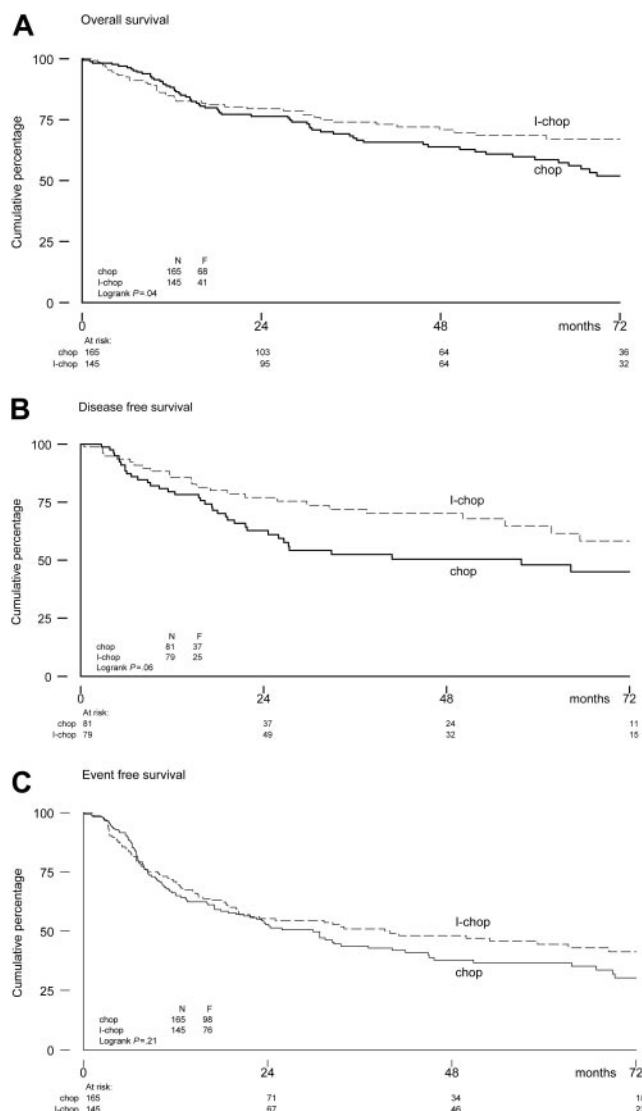 A
Overall survival
100
75
50
25
0
Cumulative percentage
I-chop
chop
N F
chop 165 68
I-chop 145 41
Logrank P=.04
0 24 48 months 72
At risk:
chop 165 103 64 36
I-chop 145 95 64 32
B
Disease free survival
100
75
50
25
0
Cumulative percentage
I-chop
chop
N F
chop 81 37
I-chop 79 25
Logrank P=.06
0 24 48 months 72
At risk:
chop 81 37 24 11
I-chop 79 49 32 15
C
Event free survival
100
75
50
25
0
Cumulative percentage
I-chop
chop
N F
chop 165 98
I-chop 145 76
Logrank P=.21
0 24 48 months 72
At risk:
chop 165 71 34
I-chop 145 67 46